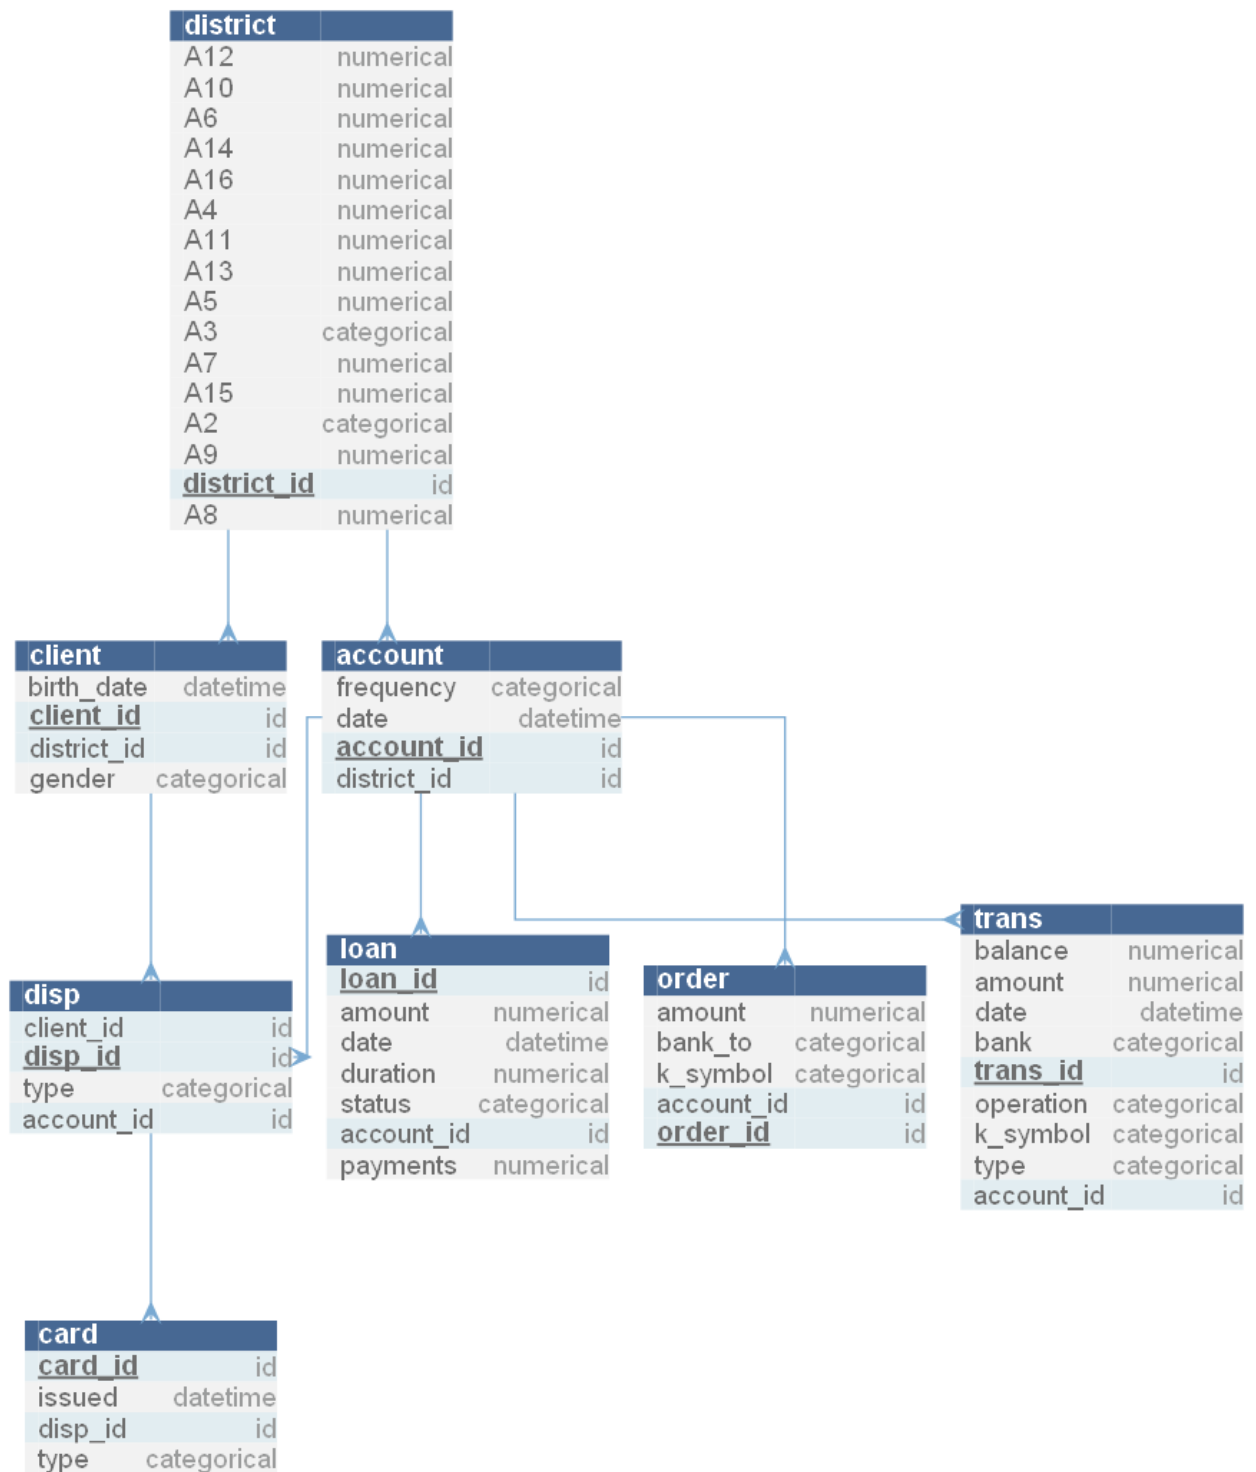 district
A12 numerical
A10 numerical
A6 numerical
A14 numerical
A16 numerical
A4 numerical
A11 numerical
A13 numerical
A5 numerical
A3 categorical
A7 numerical
A15 numerical
A2 categorical
A9 numerical
district_id id
A8 numerical
client
birth_date datetime
client_id id
district_id id
gender categorical
account
frequency categorical
date datetime
account_id id
district_id id
disp
client_id id
disp_id id
type categorical
account_id id
loan
loan_id id
amount numerical
date datetime
duration numerical
status categorical
account_id id
payments numerical
order
amount numerical
bank_to categorical
k_symbol categorical
account_id id
order_id id
trans
balance numerical
amount numerical
date datetime
bank categorical
trans_id id
operation categorical
k_symbol categorical
type categorical
account_id id
card
card_id id
issued datetime
disp_id id
type categorical